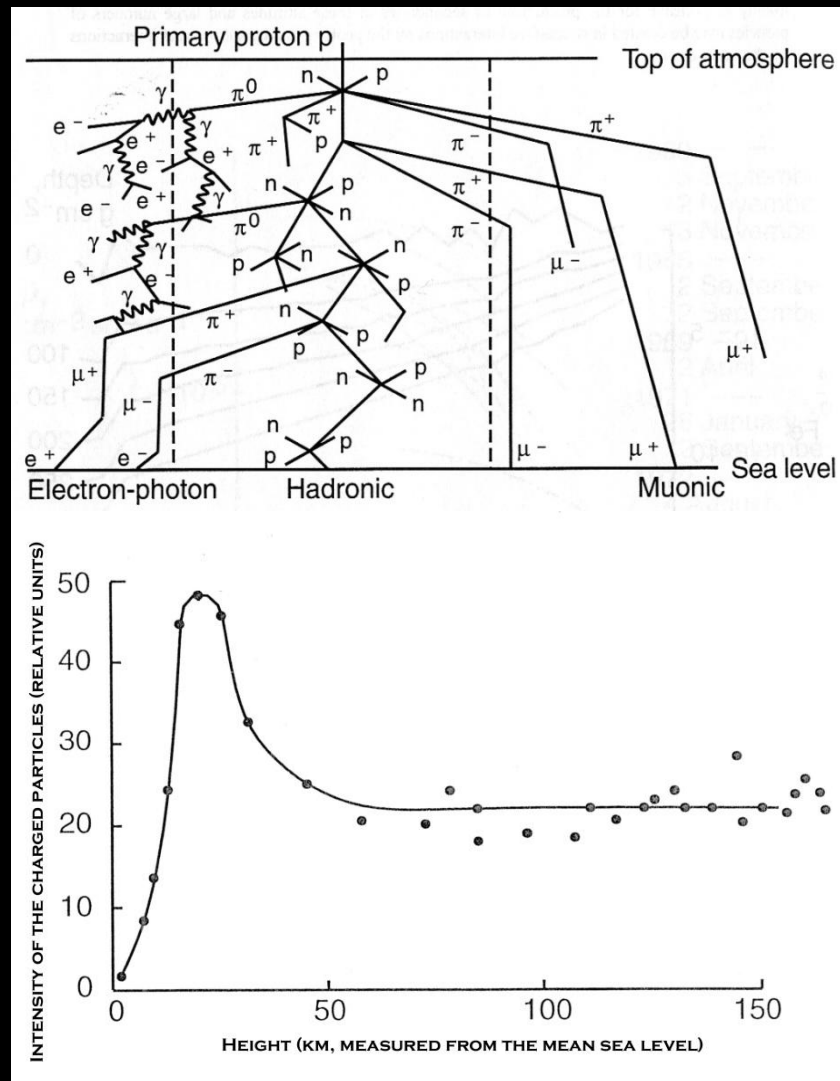 Primary proton p
Top of atmosphere
n p
π⁰
π⁺
γ
e⁻ e⁺ γ
π⁺ p π⁻
e⁻ e⁺
n p π⁺
e⁻ e⁺ γ n
γ π⁰ π⁻
γ p n n
e⁺ e⁻ μ⁻
γ p
π⁺ n
p p μ⁺
μ⁺ π⁻ p
μ⁻ n n
n
p
e⁺ e⁻ p μ⁻ μ⁺
Sea level
Electron-photon Hadronic Muonic
INTENSITY OF THE CHARGED PARTICLES (RELATIVE UNITS)
50
40
30
20
10
0
0 50 100 150
HEIGHT (KM, MEASURED FROM THE MEAN SEA LEVEL)